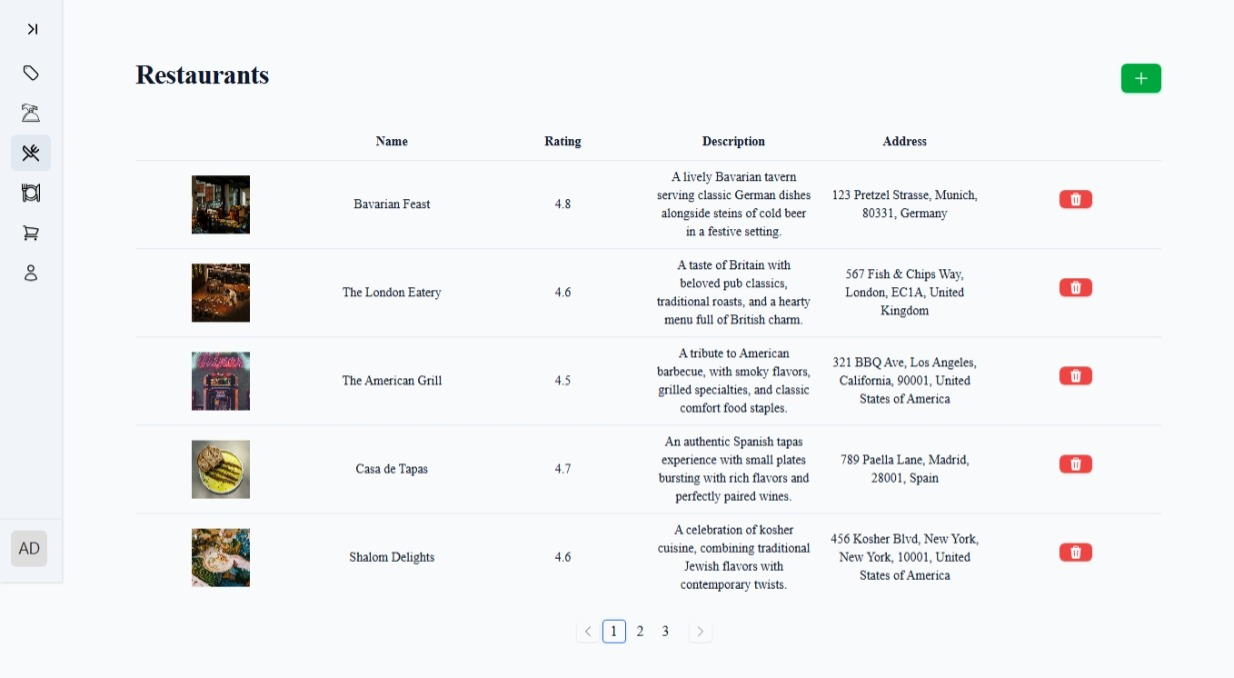 Restaurants
Name Rating Description Address
A lively Bavarian tavern
serving classic German dishes
alongside steins of cold beer
in a festive setting.
Bavarian Feast
4.8
123 Pretzel Strasse, Munich,
80331, Germany
A taste of Britain with
beloved pub classics,
traditional roasts, and a hearty
menu full of British charm.
The London Eatery
4.6
567 Fish & Chips Way,
London, EC1A, United
Kingdom
A tribute to American
barbecue, with smoky flavors,
grilled specialties, and classic
comfort food staples.
The American Grill
4.5
321 BBQ Ave, Los Angeles,
California, 90001, United
States of America
An authentic Spanish tapas
experience with small plates
bursting with rich flavors and
perfectly paired wines.
Casa de Tapas
4.7
789 Paella Lane, Madrid,
28001, Spain
A celebration of kosher
cuisine, combining traditional
Jewish flavors with
contemporary twists.
Shalom Delights
4.6
456 Kosher Blvd, New York,
New York, 10001, United
States of America
AD
1 2 3